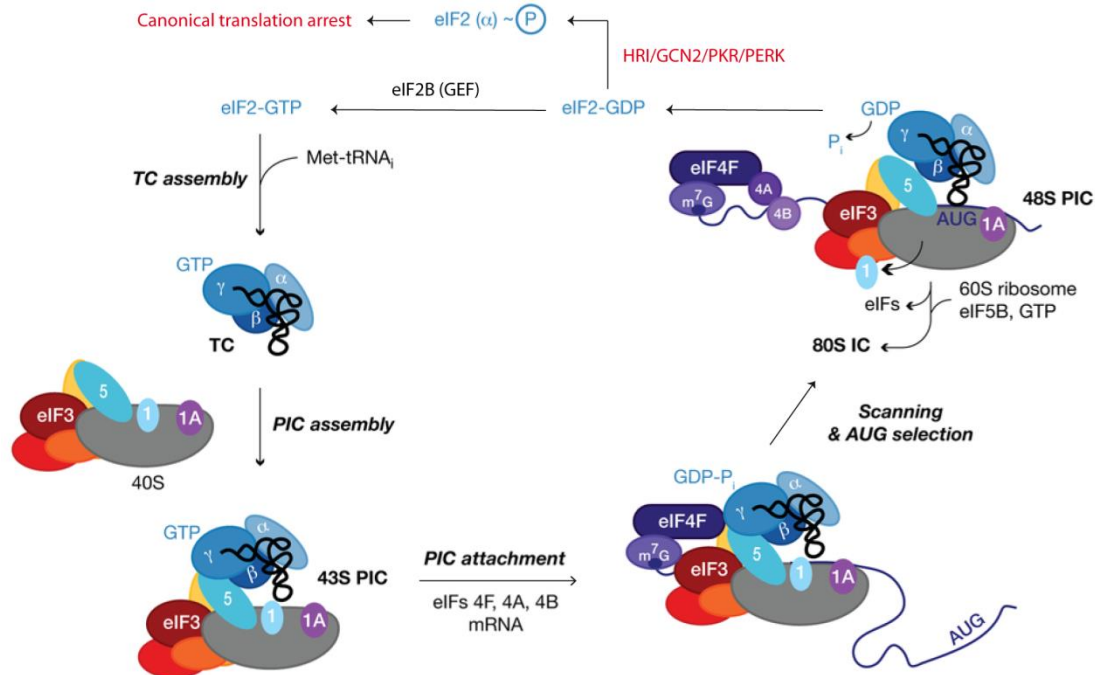 Canonical translation arrest
eIF2 (α) ~ P
HRI/GCN2/PKR/PERK
eIF2B (GEF)
eIF2-GTP
eIF2-GDP
GDP
Pi
γ
α
β
5
eIF4F
m7G
4A
4B
eIF3
AUG
1A
1
48S PIC
Met-tRNAi
TC assembly
GTP
γ
α
β
TC
eIFs
60S ribosome
eIF5B, GTP
80S IC
5
eIF3
1
1A
40S
PIC assembly
Scanning
& AUG selection
GTP
γ
α
β
5
eIF3
1
1A
43S PIC
PIC attachment
eIFs 4F, 4A, 4B
mRNA
GDP-Pi
γ
α
β
eIF4F
m7G
5
eIF3
1
1A
AUG